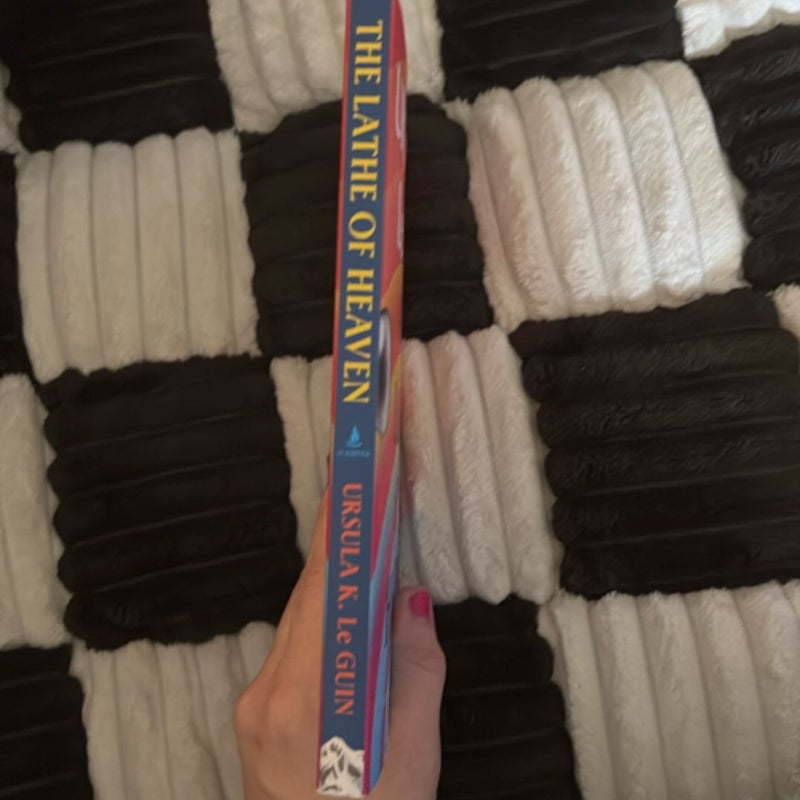 THE LATHE OF HEAVEN
URSULA K. Le GUIN